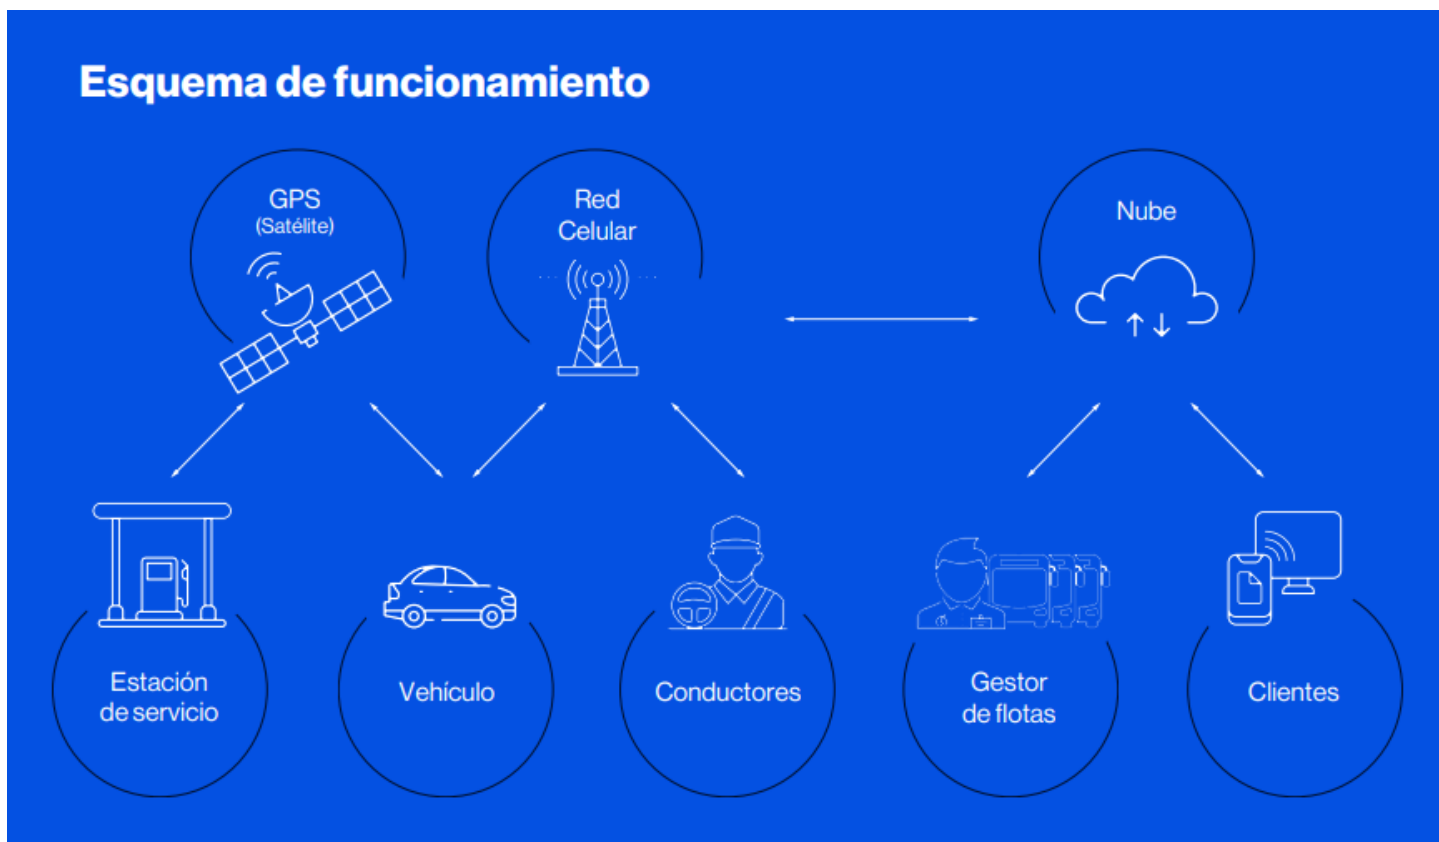 Esquema de funcionamiento
GPS
(Satélite)
Red
Celular
Nube
Estación
de servicio
Vehículo
Conductores
Gestor
de flotas
Clientes